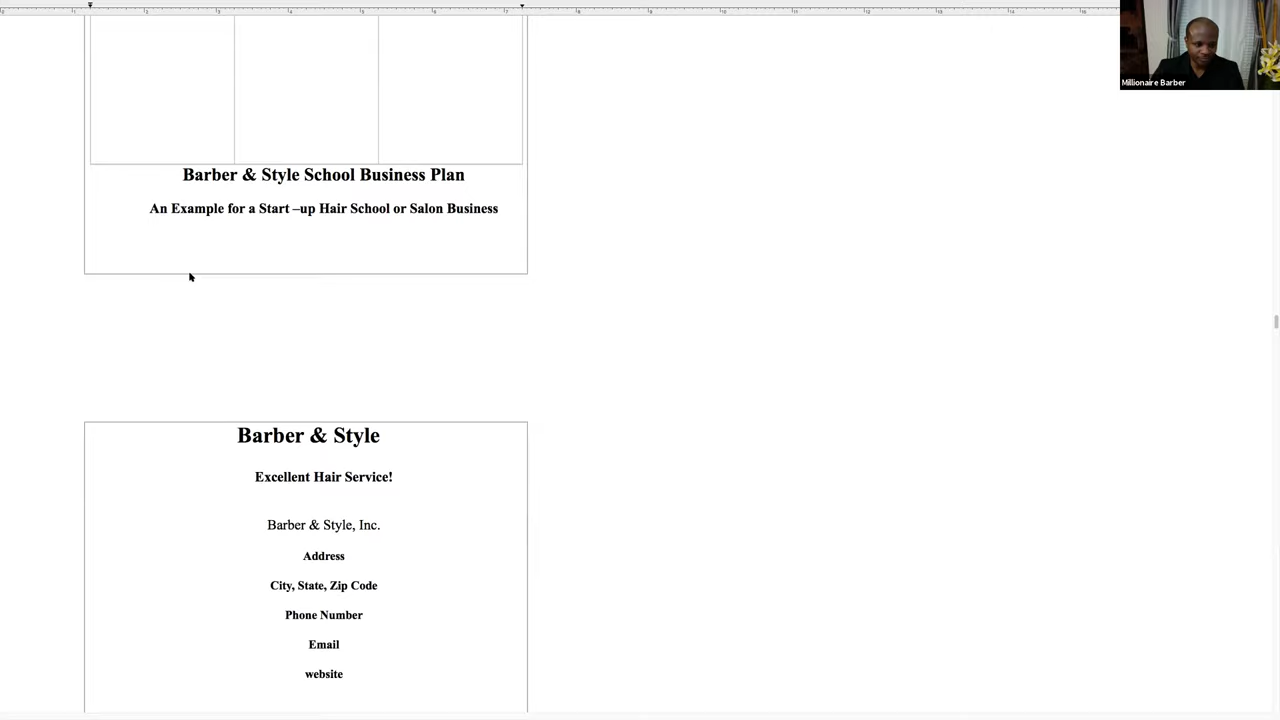 Millionaire Barber
Barber & Style School Business Plan
An Example for a Start –up Hair School or Salon Business
Barber & Style
Excellent Hair Service!
Barber & Style, Inc.
Address
City, State, Zip Code
Phone Number
Email
website